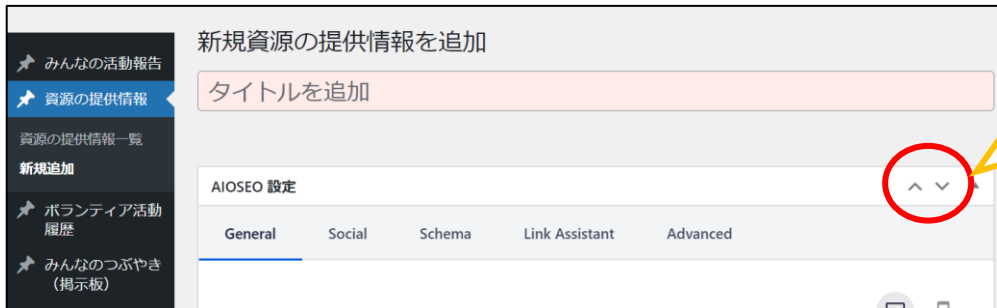 新規資源の提供情報を追加
みんなの活動報告
タイトルを追加
資源の提供情報
資源の提供情報一覧
新規追加
AIOSEO 設定
ボランティア活動
履歴
General Social Schema Link Assistant Advanced
みんなのつぶやき
（掲示板）